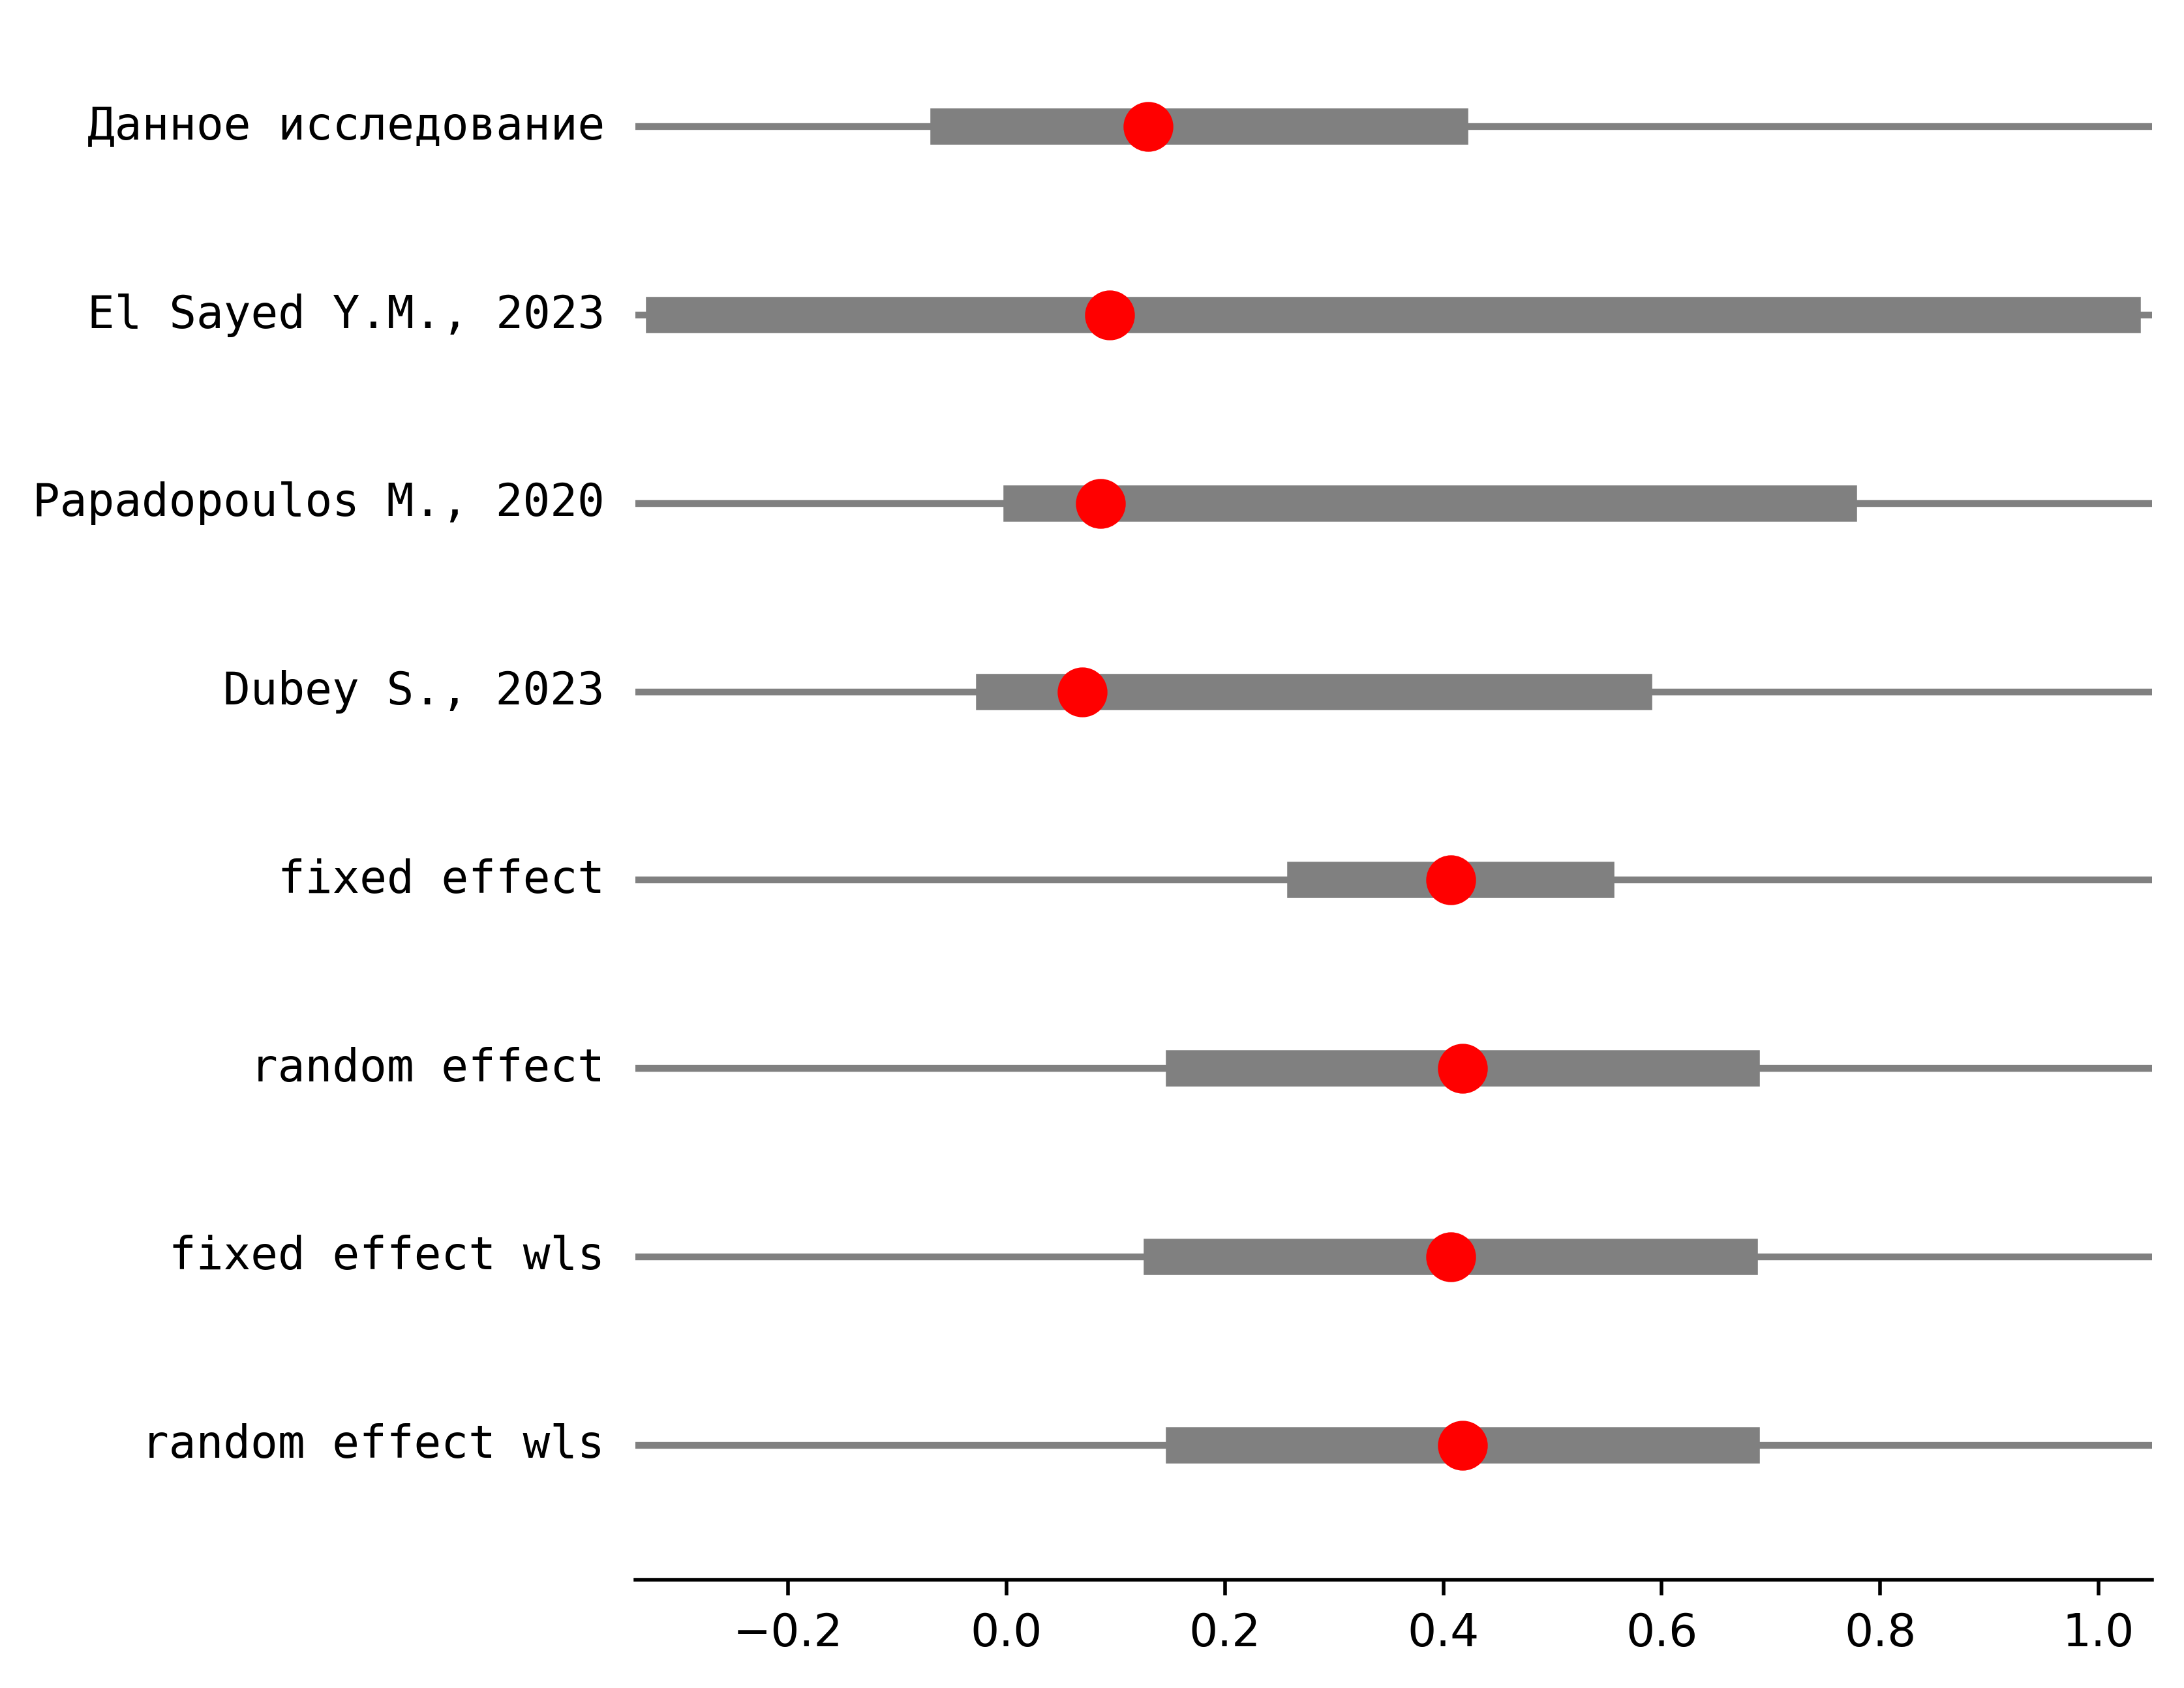 Данное исследование
El Sayed Y.M., 2023
Papadopoulos M., 2020
Dubey S., 2023
fixed effect
random effect
fixed effect wls
random effect wls
−0.2 0.0 0.2 0.4 0.6 0.8 1.0